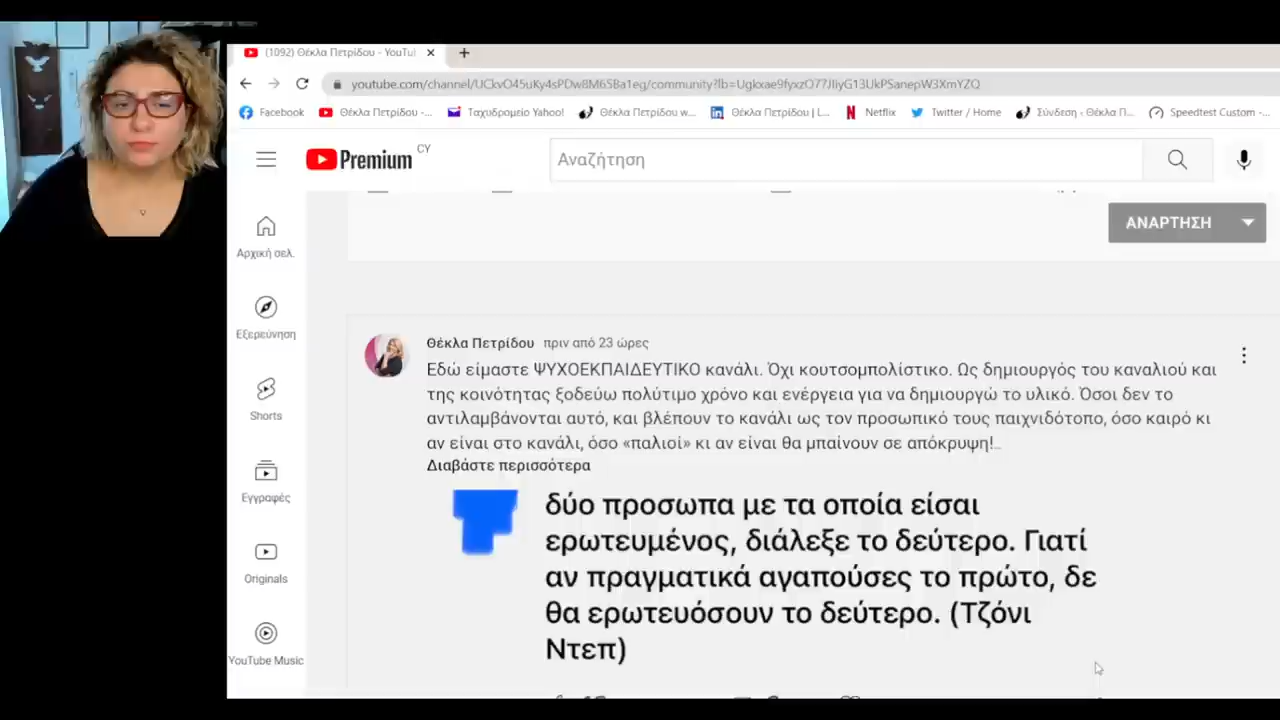 (1092) Θέκλα Πετρίδου - YouTu
youtube.com/channel/UCkvO45uKy4sPDw8M65Ba1eg/community?lb=Ugkxae9fyxzO77JIiyG13UkPSanepW3XmYZQ
Facebook Θέκλα Πετρίδου -... Ταχυδρομείο Yahoo! Θέκλα Πετρίδου w... Θέκλα Πετρίδου | L... Netflix Twitter / Home Σύνδεση ‹ Θέκλα Π... Speedtest Custom -...
Premium CY
Αναζήτηση
ΑΝΑΡΤΗΣΗ
Αρχική σελ.
Εξερεύνηση
Shorts
Εγγραφές
Originals
YouTube Music
Θέκλα Πετρίδου πριν από 23 ώρες
Εδώ είμαστε ΨΥΧΟΕΚΠΑΙΔΕΥΤΙΚΟ κανάλι. Όχι κουτσομπολίστικο. Ως δημιουργός του καναλιού και
της κοινότητας ξοδεύω πολύτιμο χρόνο και ενέργεια για να δημιουργώ το υλικό. Όσοι δεν το
αντιλαμβάνονται αυτό, και βλέπουν το κανάλι ως τον προσωπικό τους παιχνιδότοπο, όσο καιρό κι
αν είναι στο κανάλι, όσο «παλιοί» κι αν είναι θα μπαίνουν σε απόκρυψη!...
Διαβάστε περισσότερα
δύο προσωπα με τα οποία είσαι
ερωτευμένος, διάλεξε το δεύτερο. Γιατί
αν πραγματικά αγαπούσες το πρώτο, δε
θα ερωτευόσουν το δεύτερο. (Τζόνι
Ντεπ)